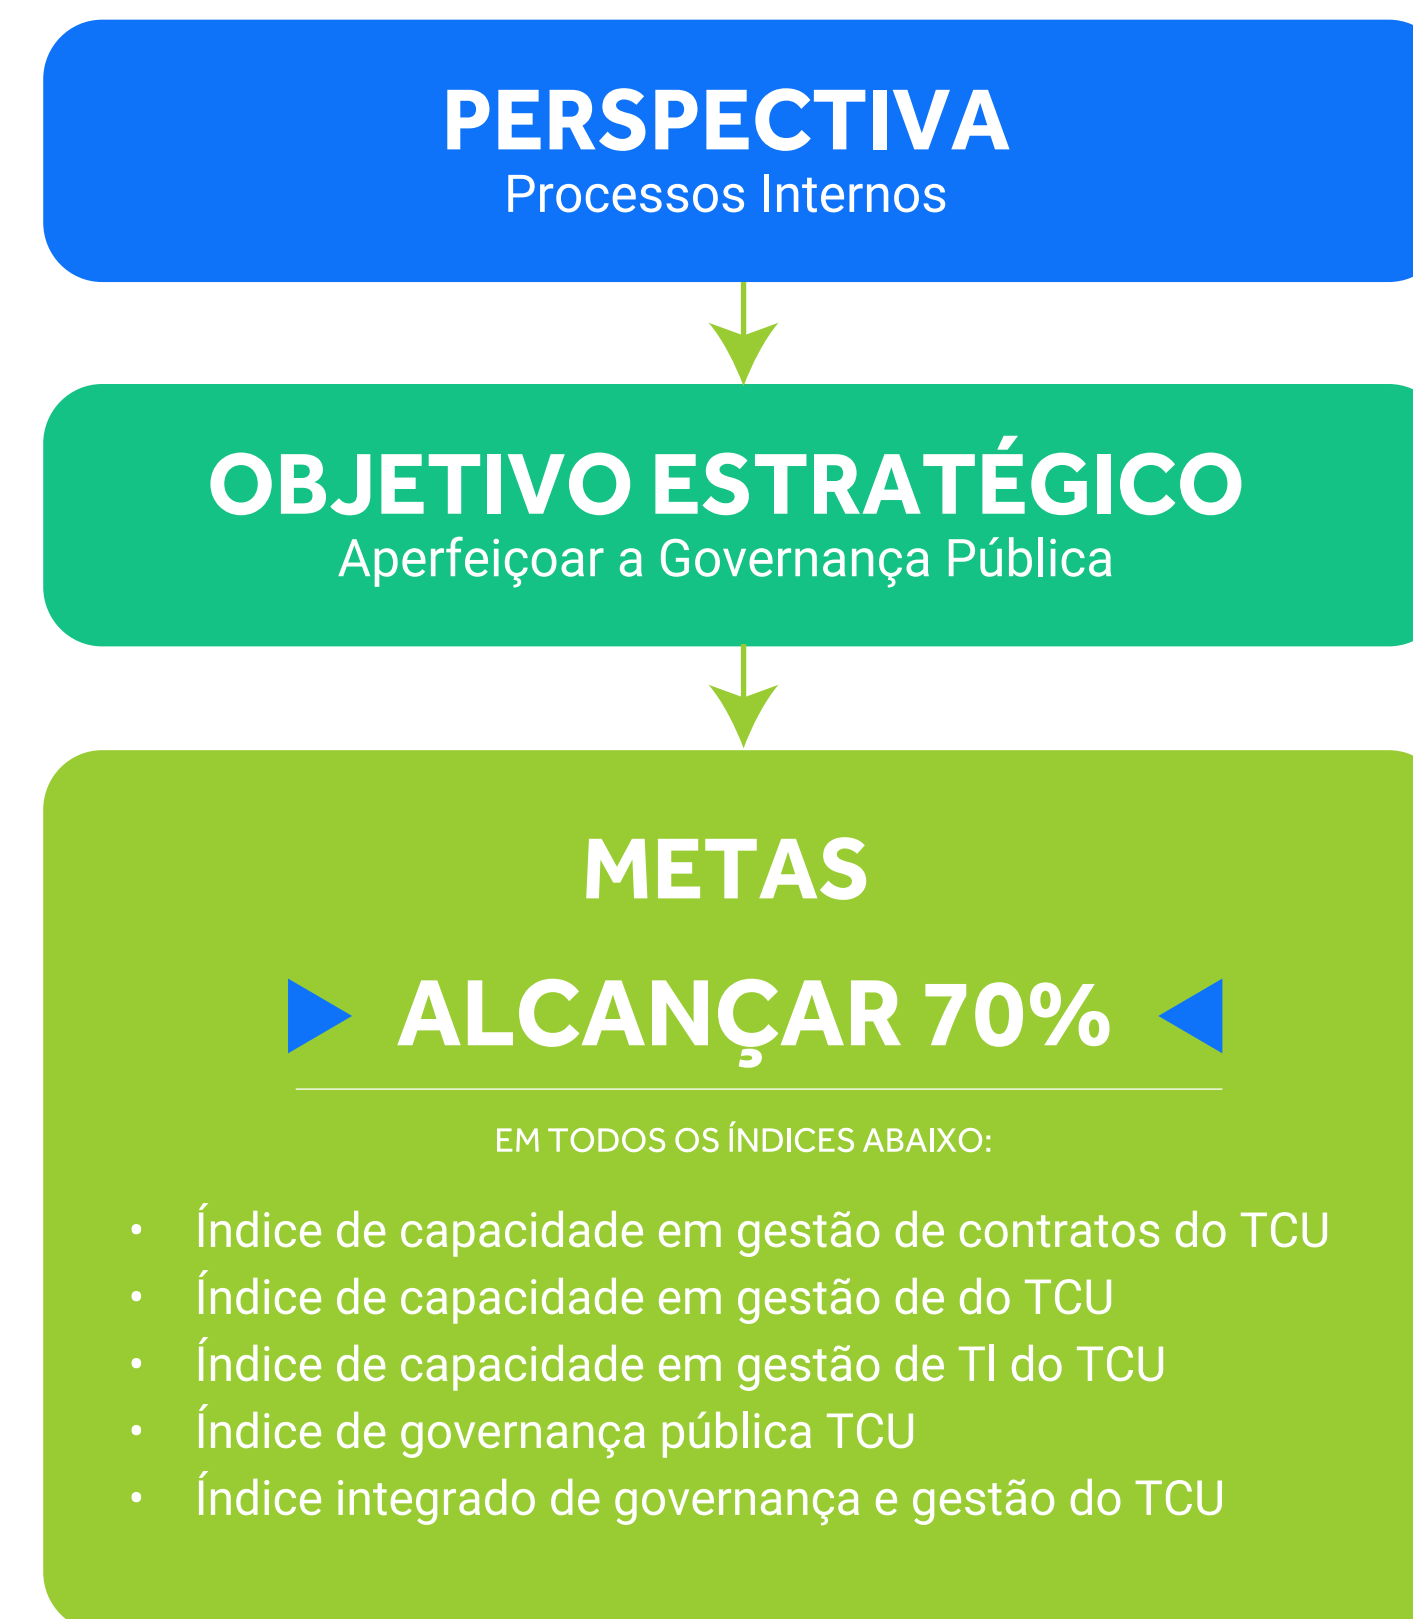 PERSPECTIVA
Processos Internos
OBJETIVO ESTRATÉGICO
Aperfeiçoar a Governança Pública
METAS
ALCANÇAR 70%
EM TODOS OS ÍNDICES ABAIXO:
• Índice de capacidade em gestão de contratos do TCU
• Índice de capacidade em gestão de do TCU
• Índice de capacidade em gestão de Tl do TCU
• Índice de governança pública TCU
• Índice integrado de governança e gestão do TCU